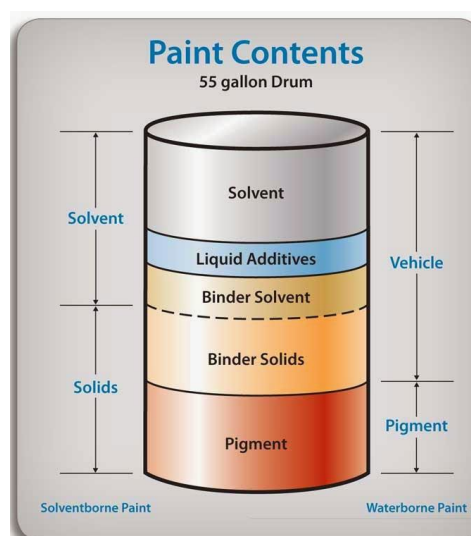 Paint Contents
55 gallon Drum
Solvent
Solvent
Liquid Additives
Vehicle
Binder Solvent
Binder Solids
Solids
Pigment
Pigment
Solventborne Paint
Waterborne Paint